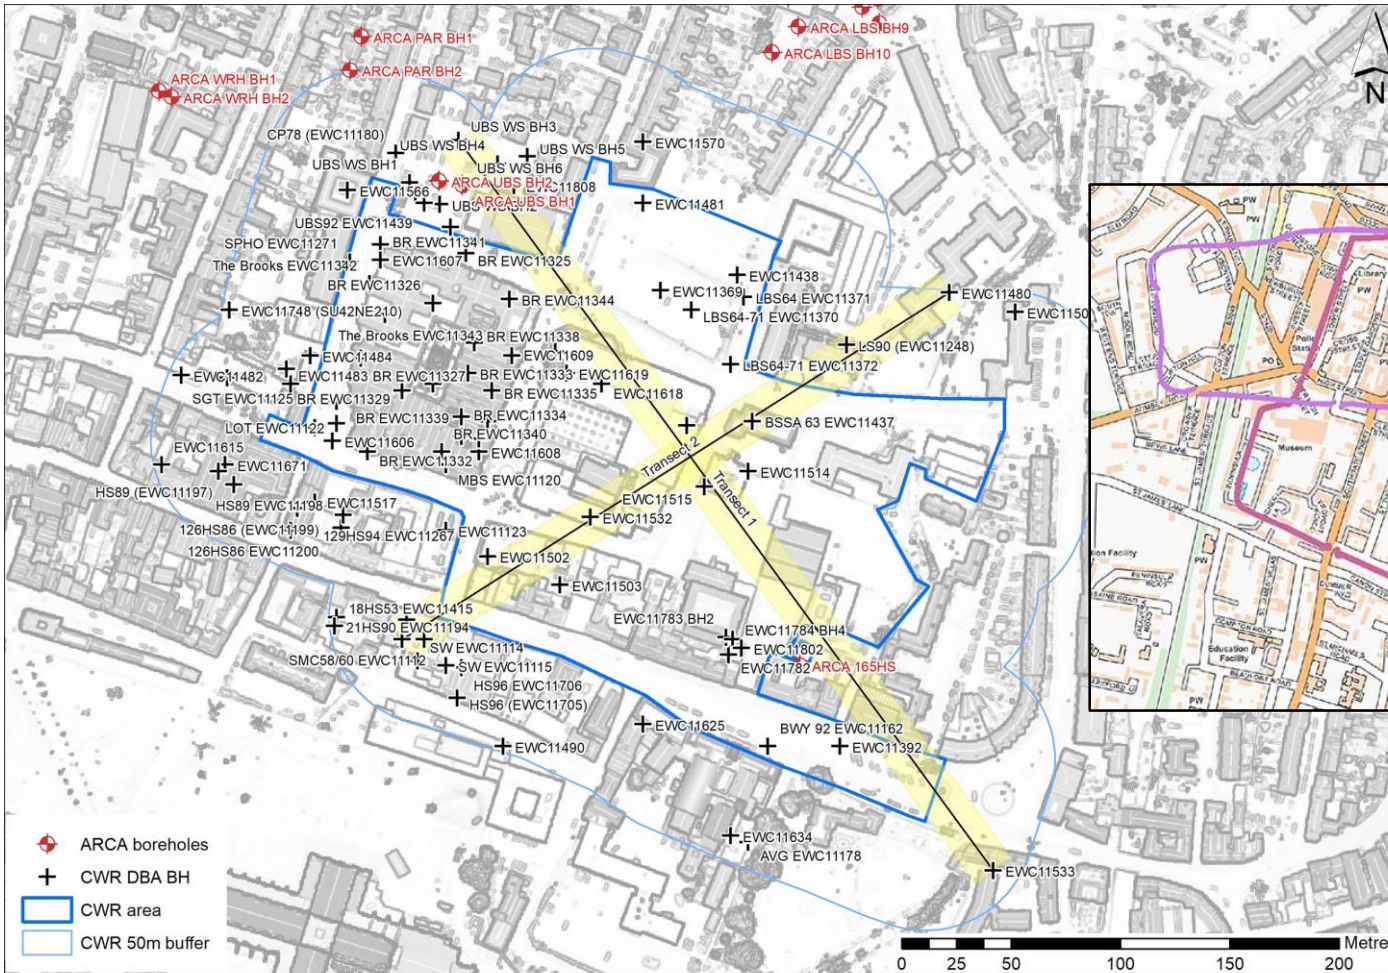 ARCA LBS BH9
ARCA PAR BH1
ARCA LBS BH10
ARCA PAR BH2
ARCA WRH BH1
ARCA WRH BH2
UBS WS BH3
CP78 (EWC11180)
UBS WS BH4
EWC11570
UBS WS BH5
UBS WS BH1
UBS WS BH6
ARCA UBS BH2
EWC11808
EWC11566
ARCA UBS BH1
EWC11481
UBS92 EWC11439
SPHO EWC11271
BR EWC11341
BR EWC11325
The Brooks EWC11342
EWC11607
EWC11438
BR EWC11326
EWC11369
LBS64 EWC11371
EWC11480
BR EWC11344
EWC11748 (SU42NE210)
LBS64-71 EWC11370
The Brooks EWC11343
BR EWC11338
LS90 (EWC11248)
EWC11484
EWC11609
LBS64-71 EWC11372
EWC11482
EWC11483
BR EWC11327
BR EWC11333
EWC11619
SGT EWC11125
BR EWC11329
BR EWC11335
EWC11618
BR EWC11339
BR EWC11334
LOT EWC11122
BSSA 63 EWC11437
EWC11606
BR EWC11340
EWC11615
BR EWC11332
EWC11608
Transect 2
EWC11671
MBS EWC11120
EWC11514
HS89 (EWC11197)
HS89 EWC11198
EWC11517
EWC11515
Transect 1
EWC11532
126HS86 (EWC11199)
129HS94 EWC11267
EWC11123
126HS86 EWC11200
EWC11502
EWC11503
18HS53 EWC11415
EWC11783 BH2
21HS90 EWC11194
EWC11784 BH4
SW EWC11114
EWC11802
SMC58/60 EWC11112
SW EWC11115
EWC11782
ARCA 165HS
HS96 EWC11706
HS96 (EWC11705)
EWC11625
BWY 92 EWC11162
EWC11490
EWC11392
EWC11634
AVG EWC11178
EWC11533
N
PW
Library
PW
PO
Museum
ST JAMES LANE
PW
Education
Facility
PW
ARCA boreholes
CWR DBA BH
CWR area
CWR 50m buffer
Metre
0 25 50 100 150 200